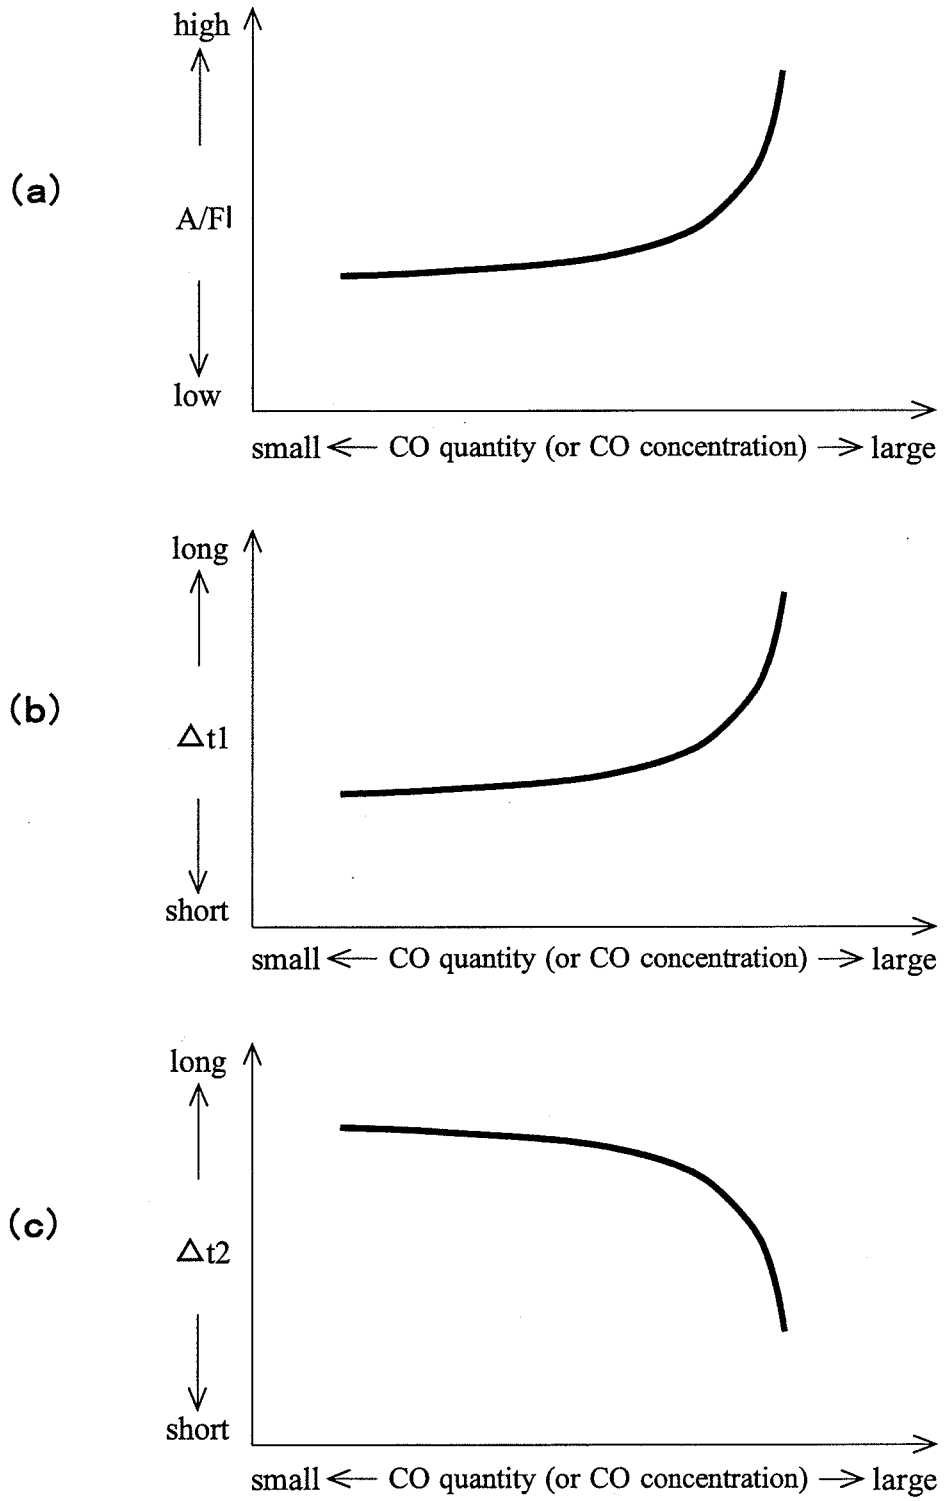 high
(a)
A/Fl
low
small ← CO quantity (or CO concentration) → large
long
(b)
Δt1
short
small ← CO quantity (or CO concentration) → large
long
(c)
Δt2
short
small ← CO quantity (or CO concentration) → large